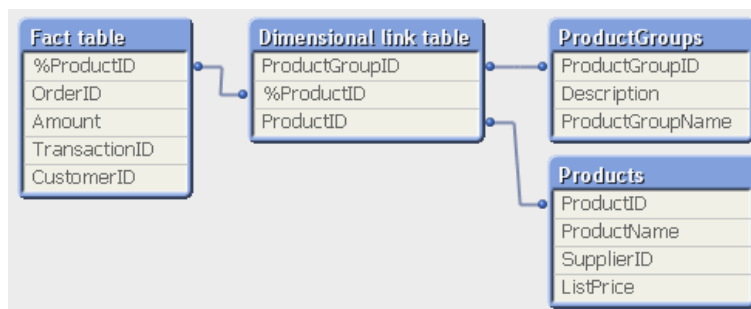 Fact table
%ProductID
OrderID
Amount
TransactionID
CustomerID
Dimensional link table
ProductGroupID
%ProductID
ProductID
ProductGroups
ProductGroupID
Description
ProductGroupName
Products
ProductID
ProductName
SupplierID
ListPrice